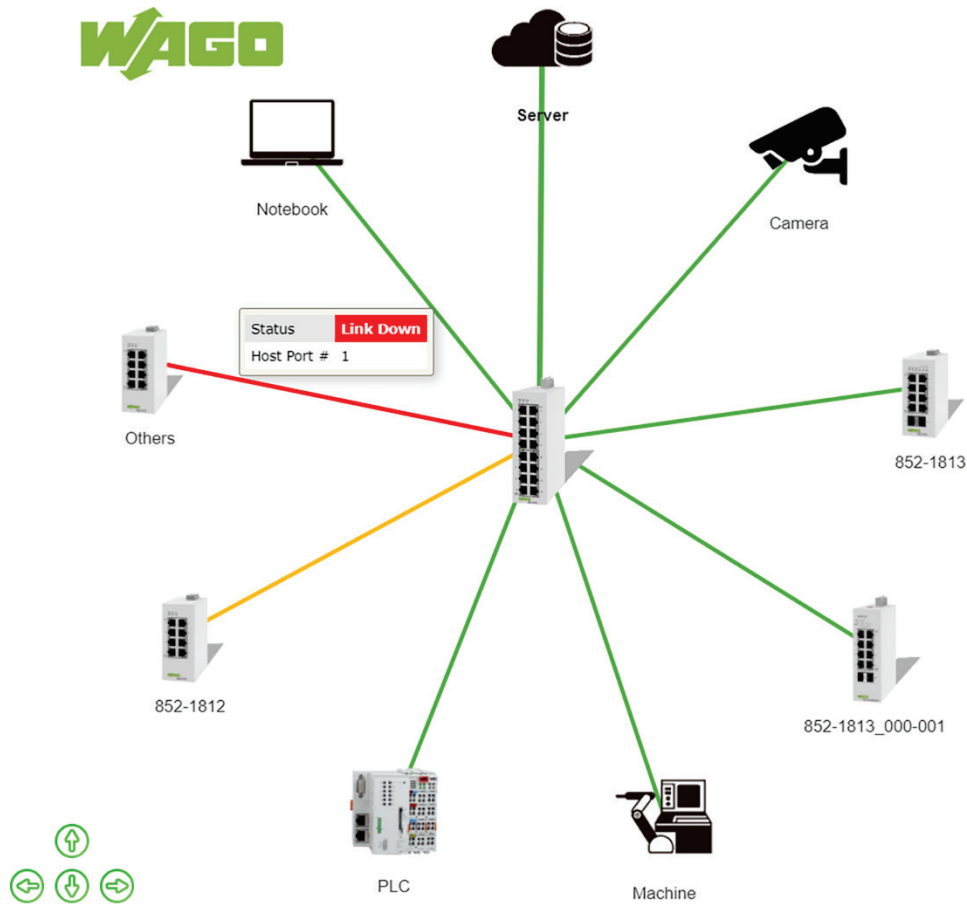 WAGO
Server
Notebook
Camera
Status Link Down
Host Port # 1
Others
852-1813
852-1812
852-1813_000-001
PLC
Machine